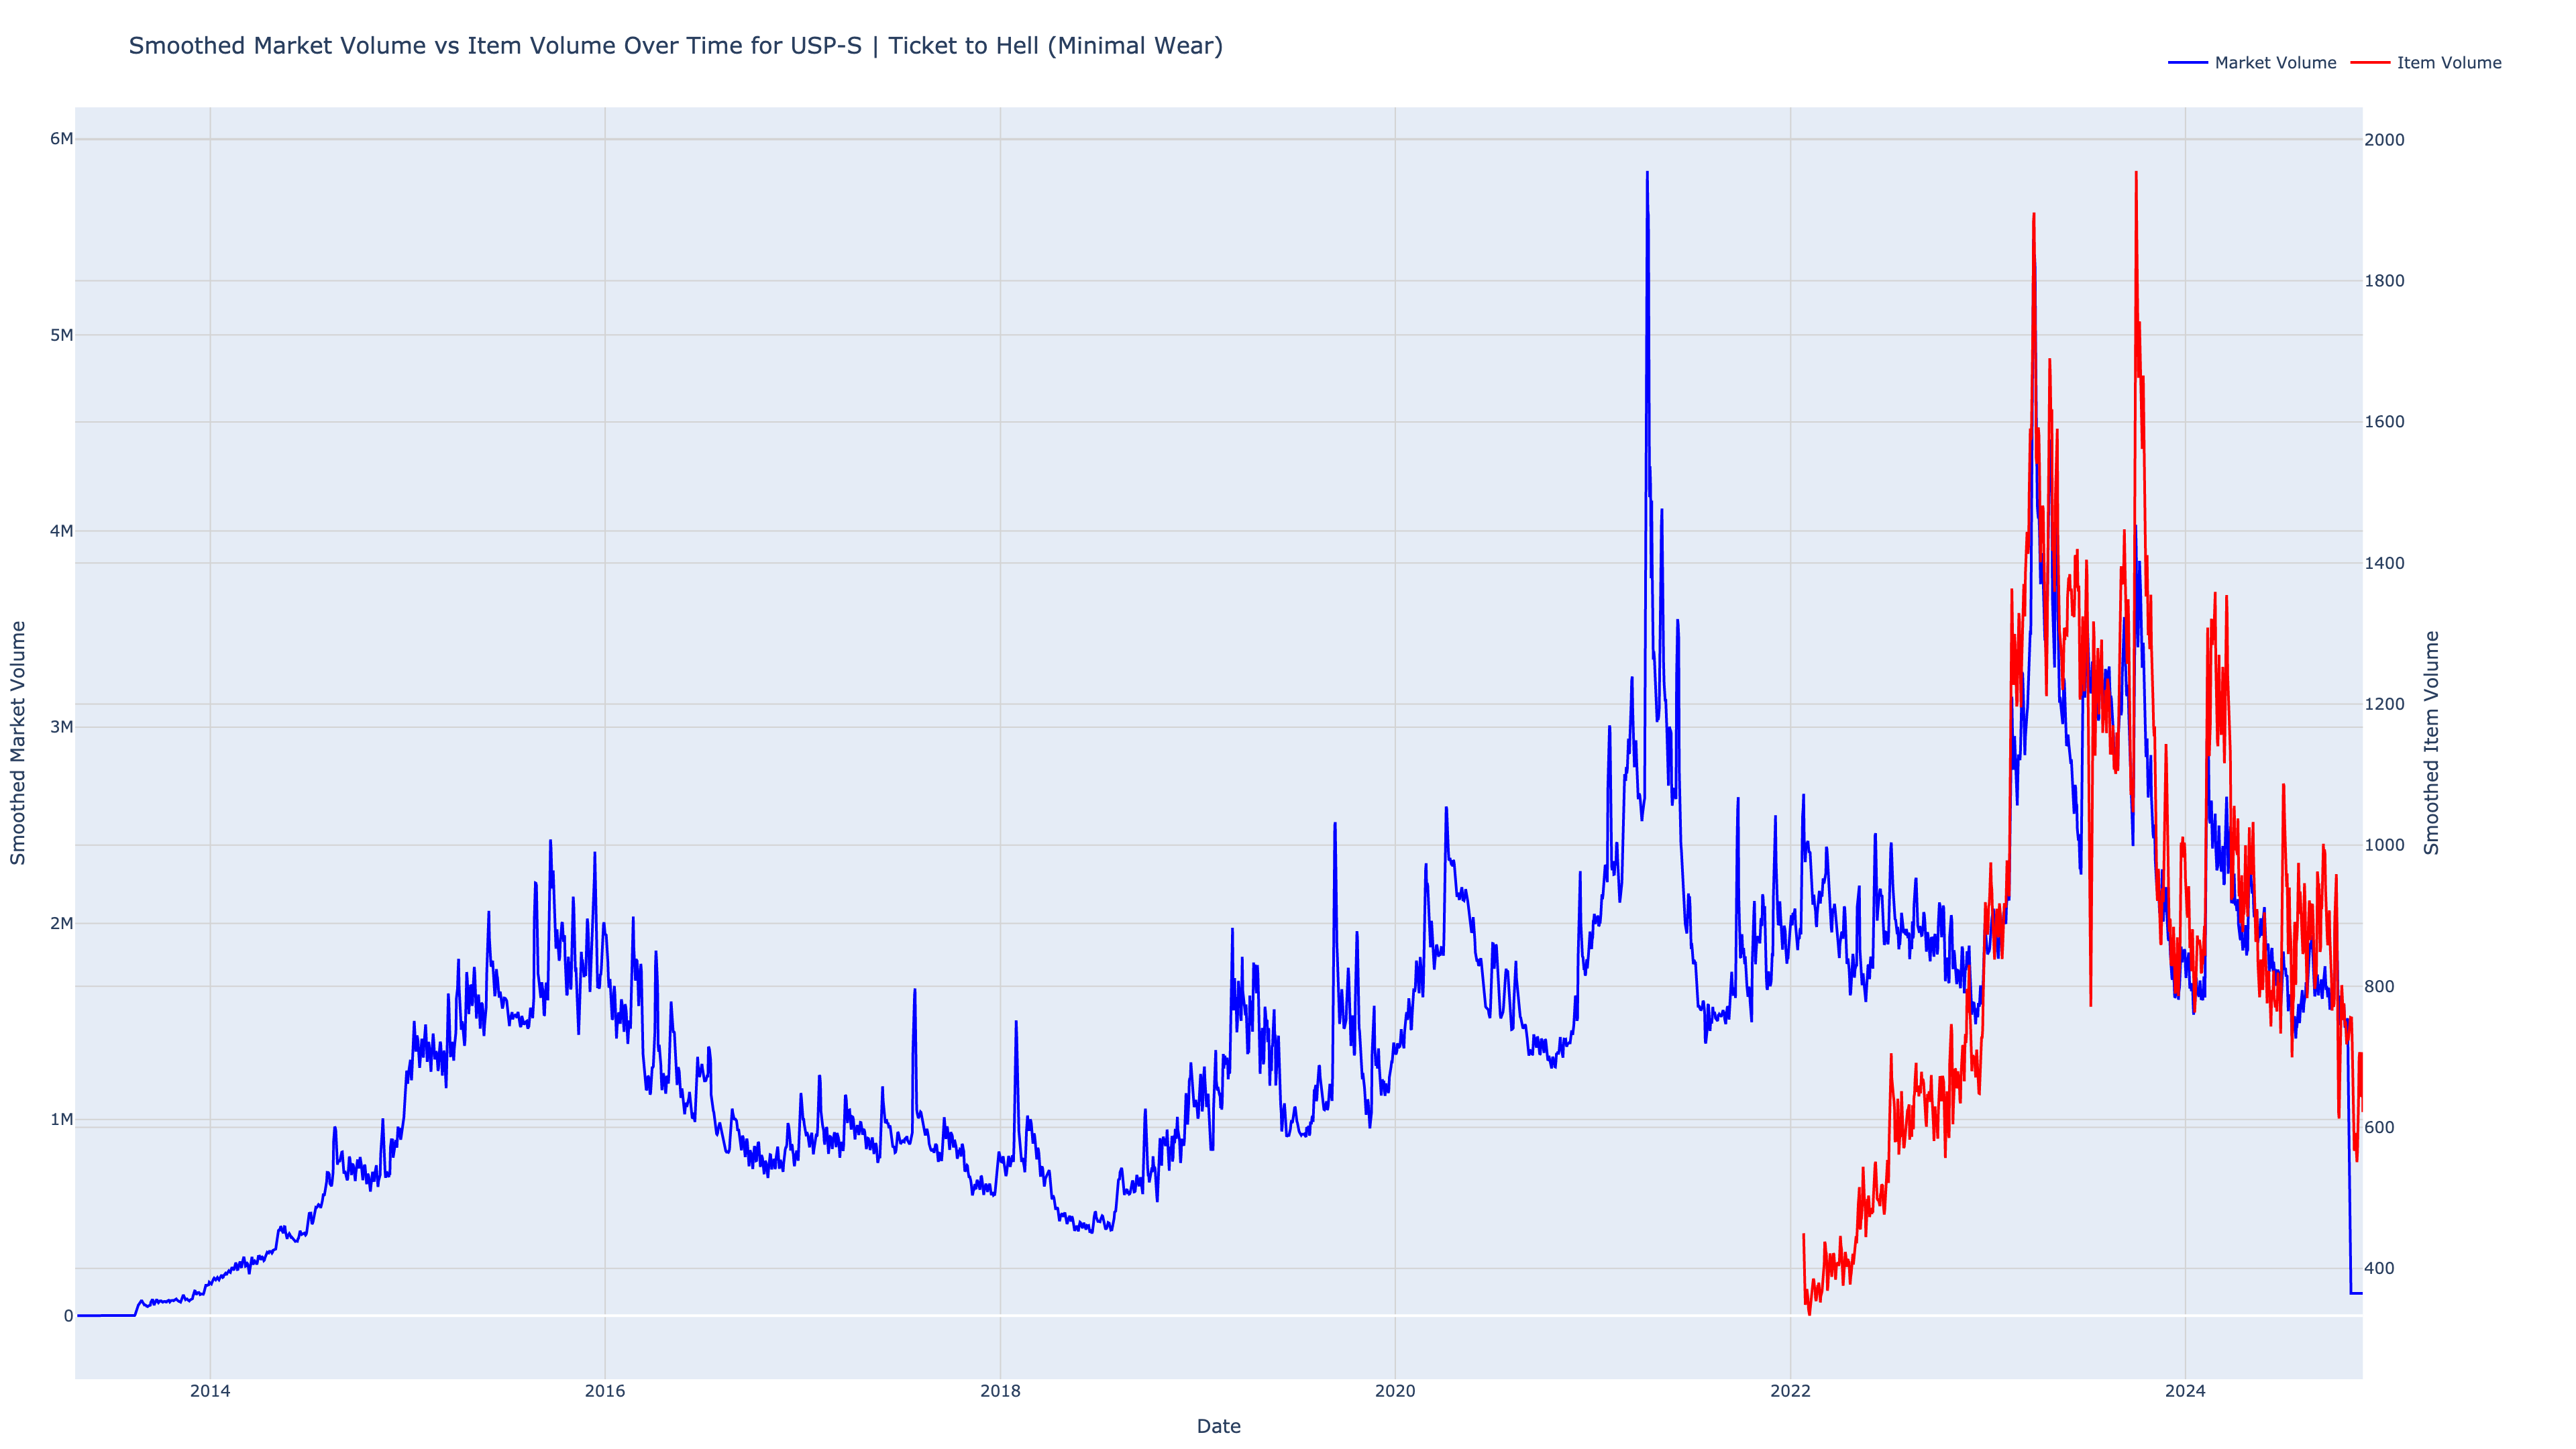 Smoothed Market Volume vs Item Volume Over Time for USP-S | Ticket to Hell (Minimal Wear)
Market Volume
Item Volume
6M
5M
4M
3M
2M
1M
0
Smoothed Market Volume
2000
1800
1600
1400
1200
1000
800
600
400
Smoothed Item Volume
2014
2016
2018
2020
2022
2024
Date